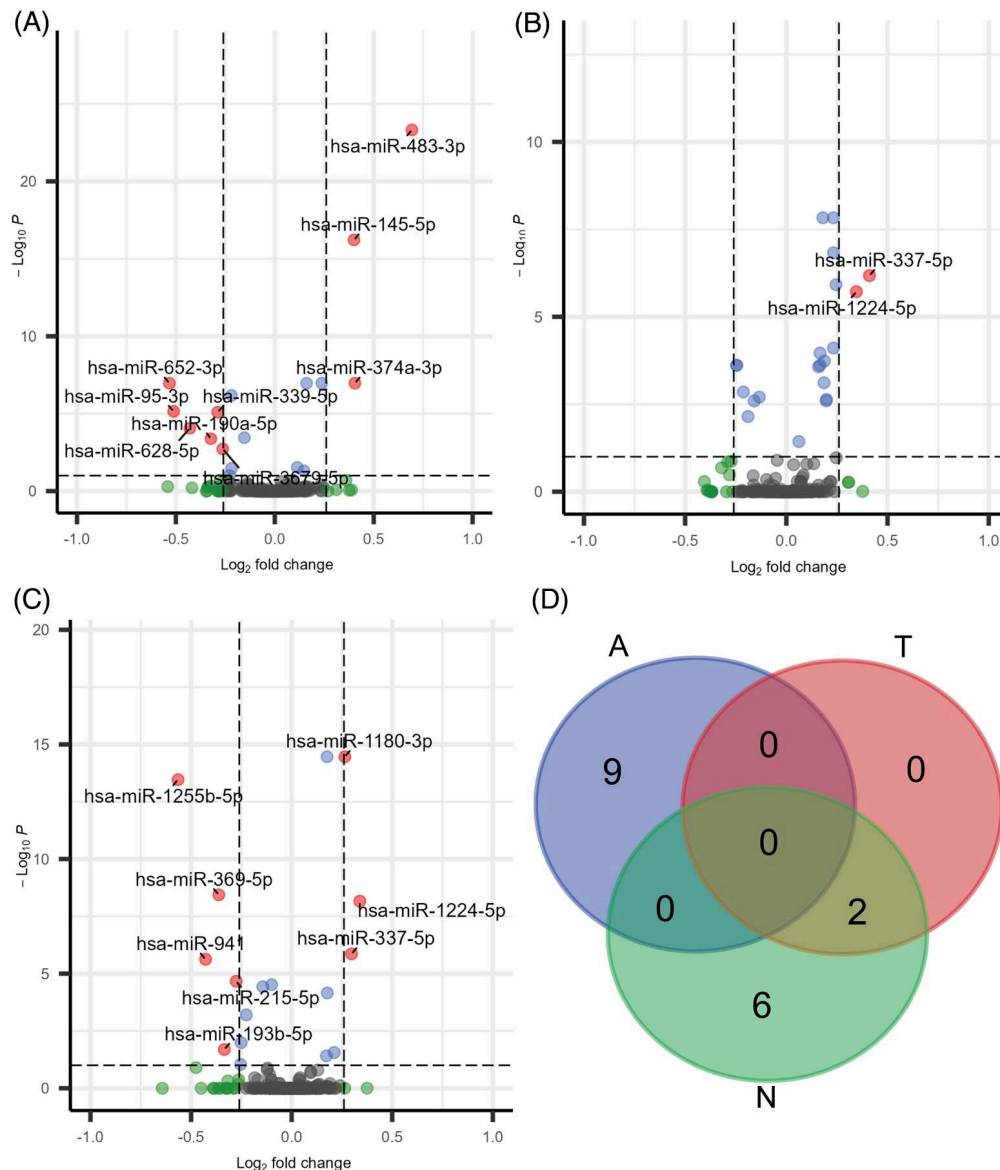 (A)
hsa-miR-483-3p
20
hsa-miR-145-5p
– Log10 P
10
hsa-miR-652-3p
hsa-miR-374a-3p
hsa-miR-95-3p
hsa-miR-339-5p
hsa-miR-190a-5p
hsa-miR-628-5p
hsa-miR-3679-5p
0
-1.0
-0.5
0.0
0.5
1.0
Log2 fold change
(B)
10
– Log10 P
hsa-miR-337-5p
hsa-miR-1224-5p
5
0
-1.0
-0.5
0.0
0.5
1.0
Log2 fold change
(C)
20
15
hsa-miR-1180-3p
hsa-miR-1255b-5p
– Log10 P
10
hsa-miR-369-5p
hsa-miR-1224-5p
hsa-miR-941
hsa-miR-337-5p
5
hsa-miR-215-5p
hsa-miR-193b-5p
0
-1.0
-0.5
0.0
0.5
1.0
Log2 fold change
(D)
A
T
0
9
0
0
0
2
6
N